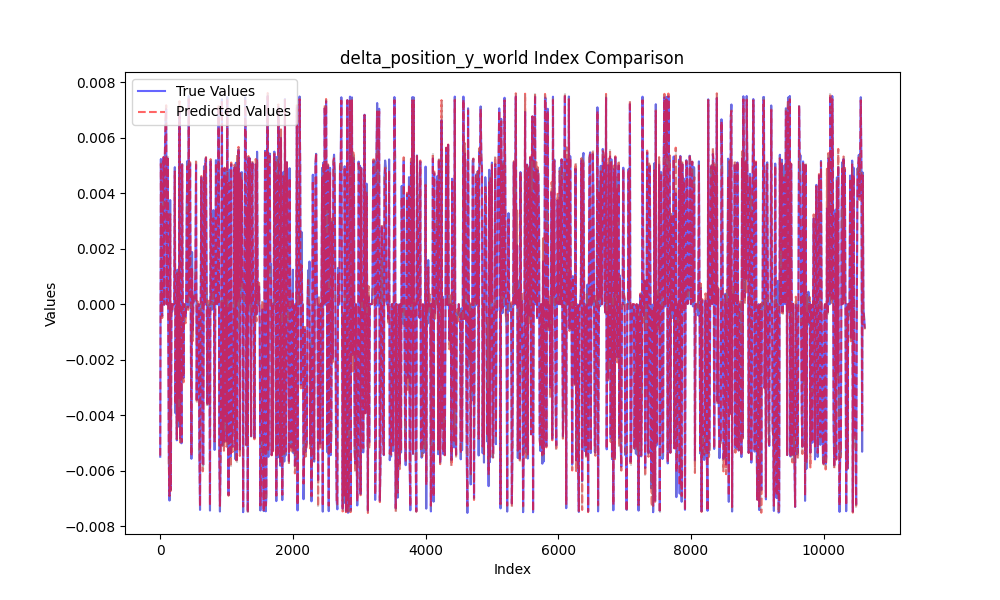 delta_position_y_world Index Comparison
True Values
Predicted Values
Values
0.008
0.006
0.004
0.002
0.000
−0.002
−0.004
−0.006
−0.008
0 2000 4000 6000 8000 10000
Index